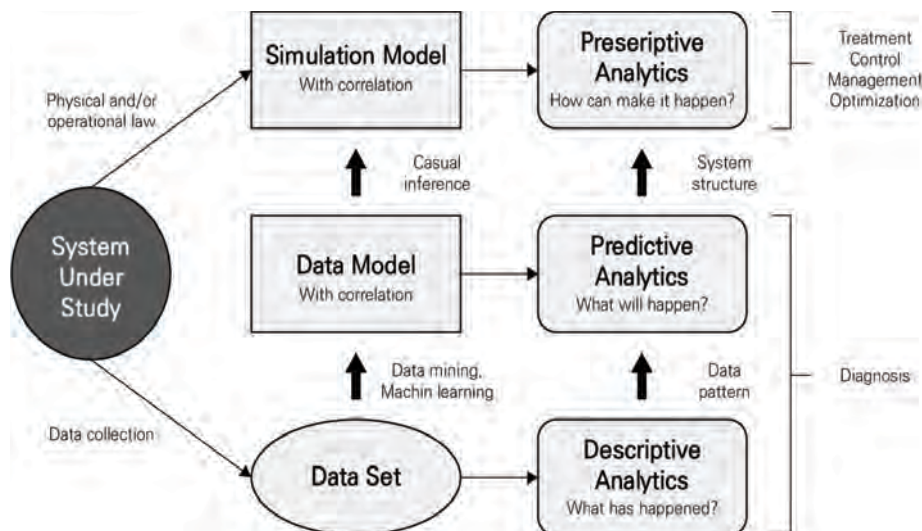 Simulation Model
With correlation
Preseriptive
Analytics
How can make it happen?
Treatment
Control
Management
Optimization
Physical and/or
operational law
Casual
inference
System
structure
System
Under
Study
Data Model
With correlation
Predictive
Analytics
What will happen?
Data mining,
Machin learning
Data
pattern
Diagnosis
Data collection
Data Set
Descriptive
Analytics
What has happened?